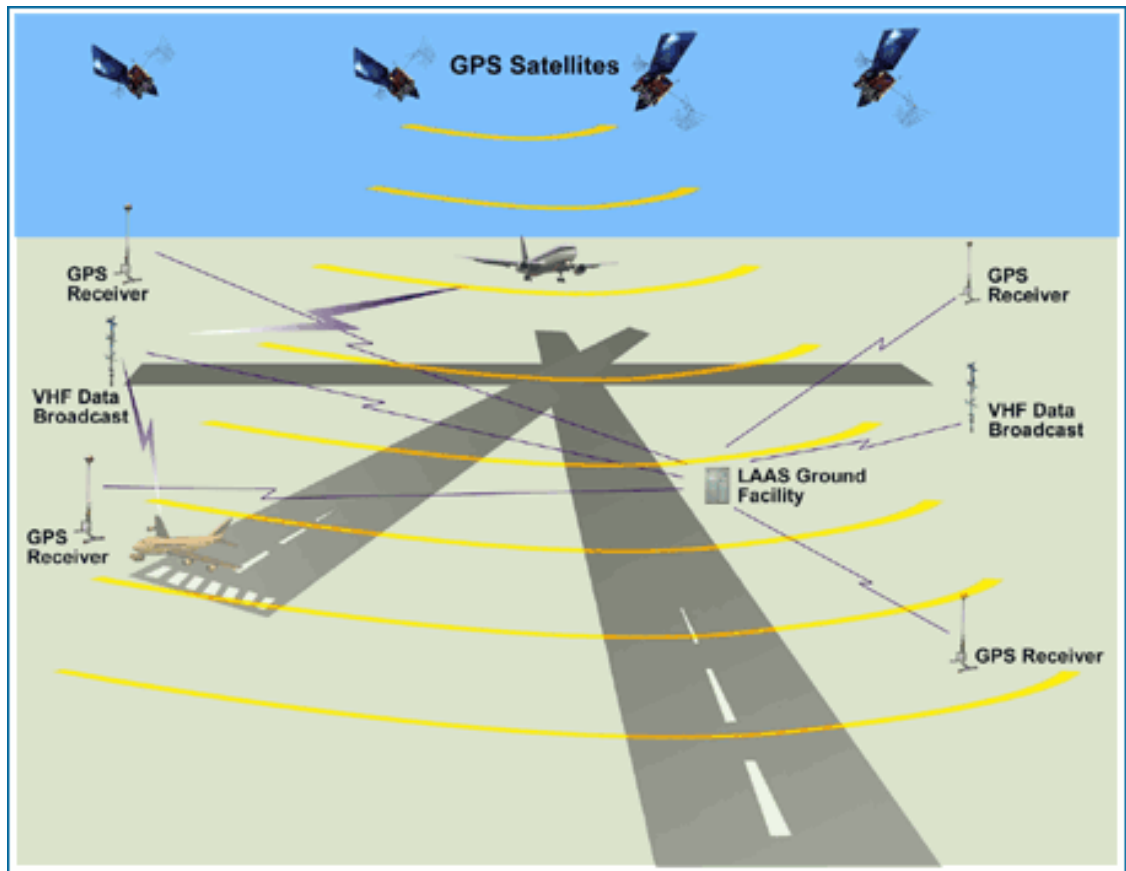 GPS Satellites
GPS
Receiver
GPS
Receiver
VHF Data
Broadcast
VHF Data
Broadcast
LAAS Ground
Facility
GPS
Receiver
GPS Receiver